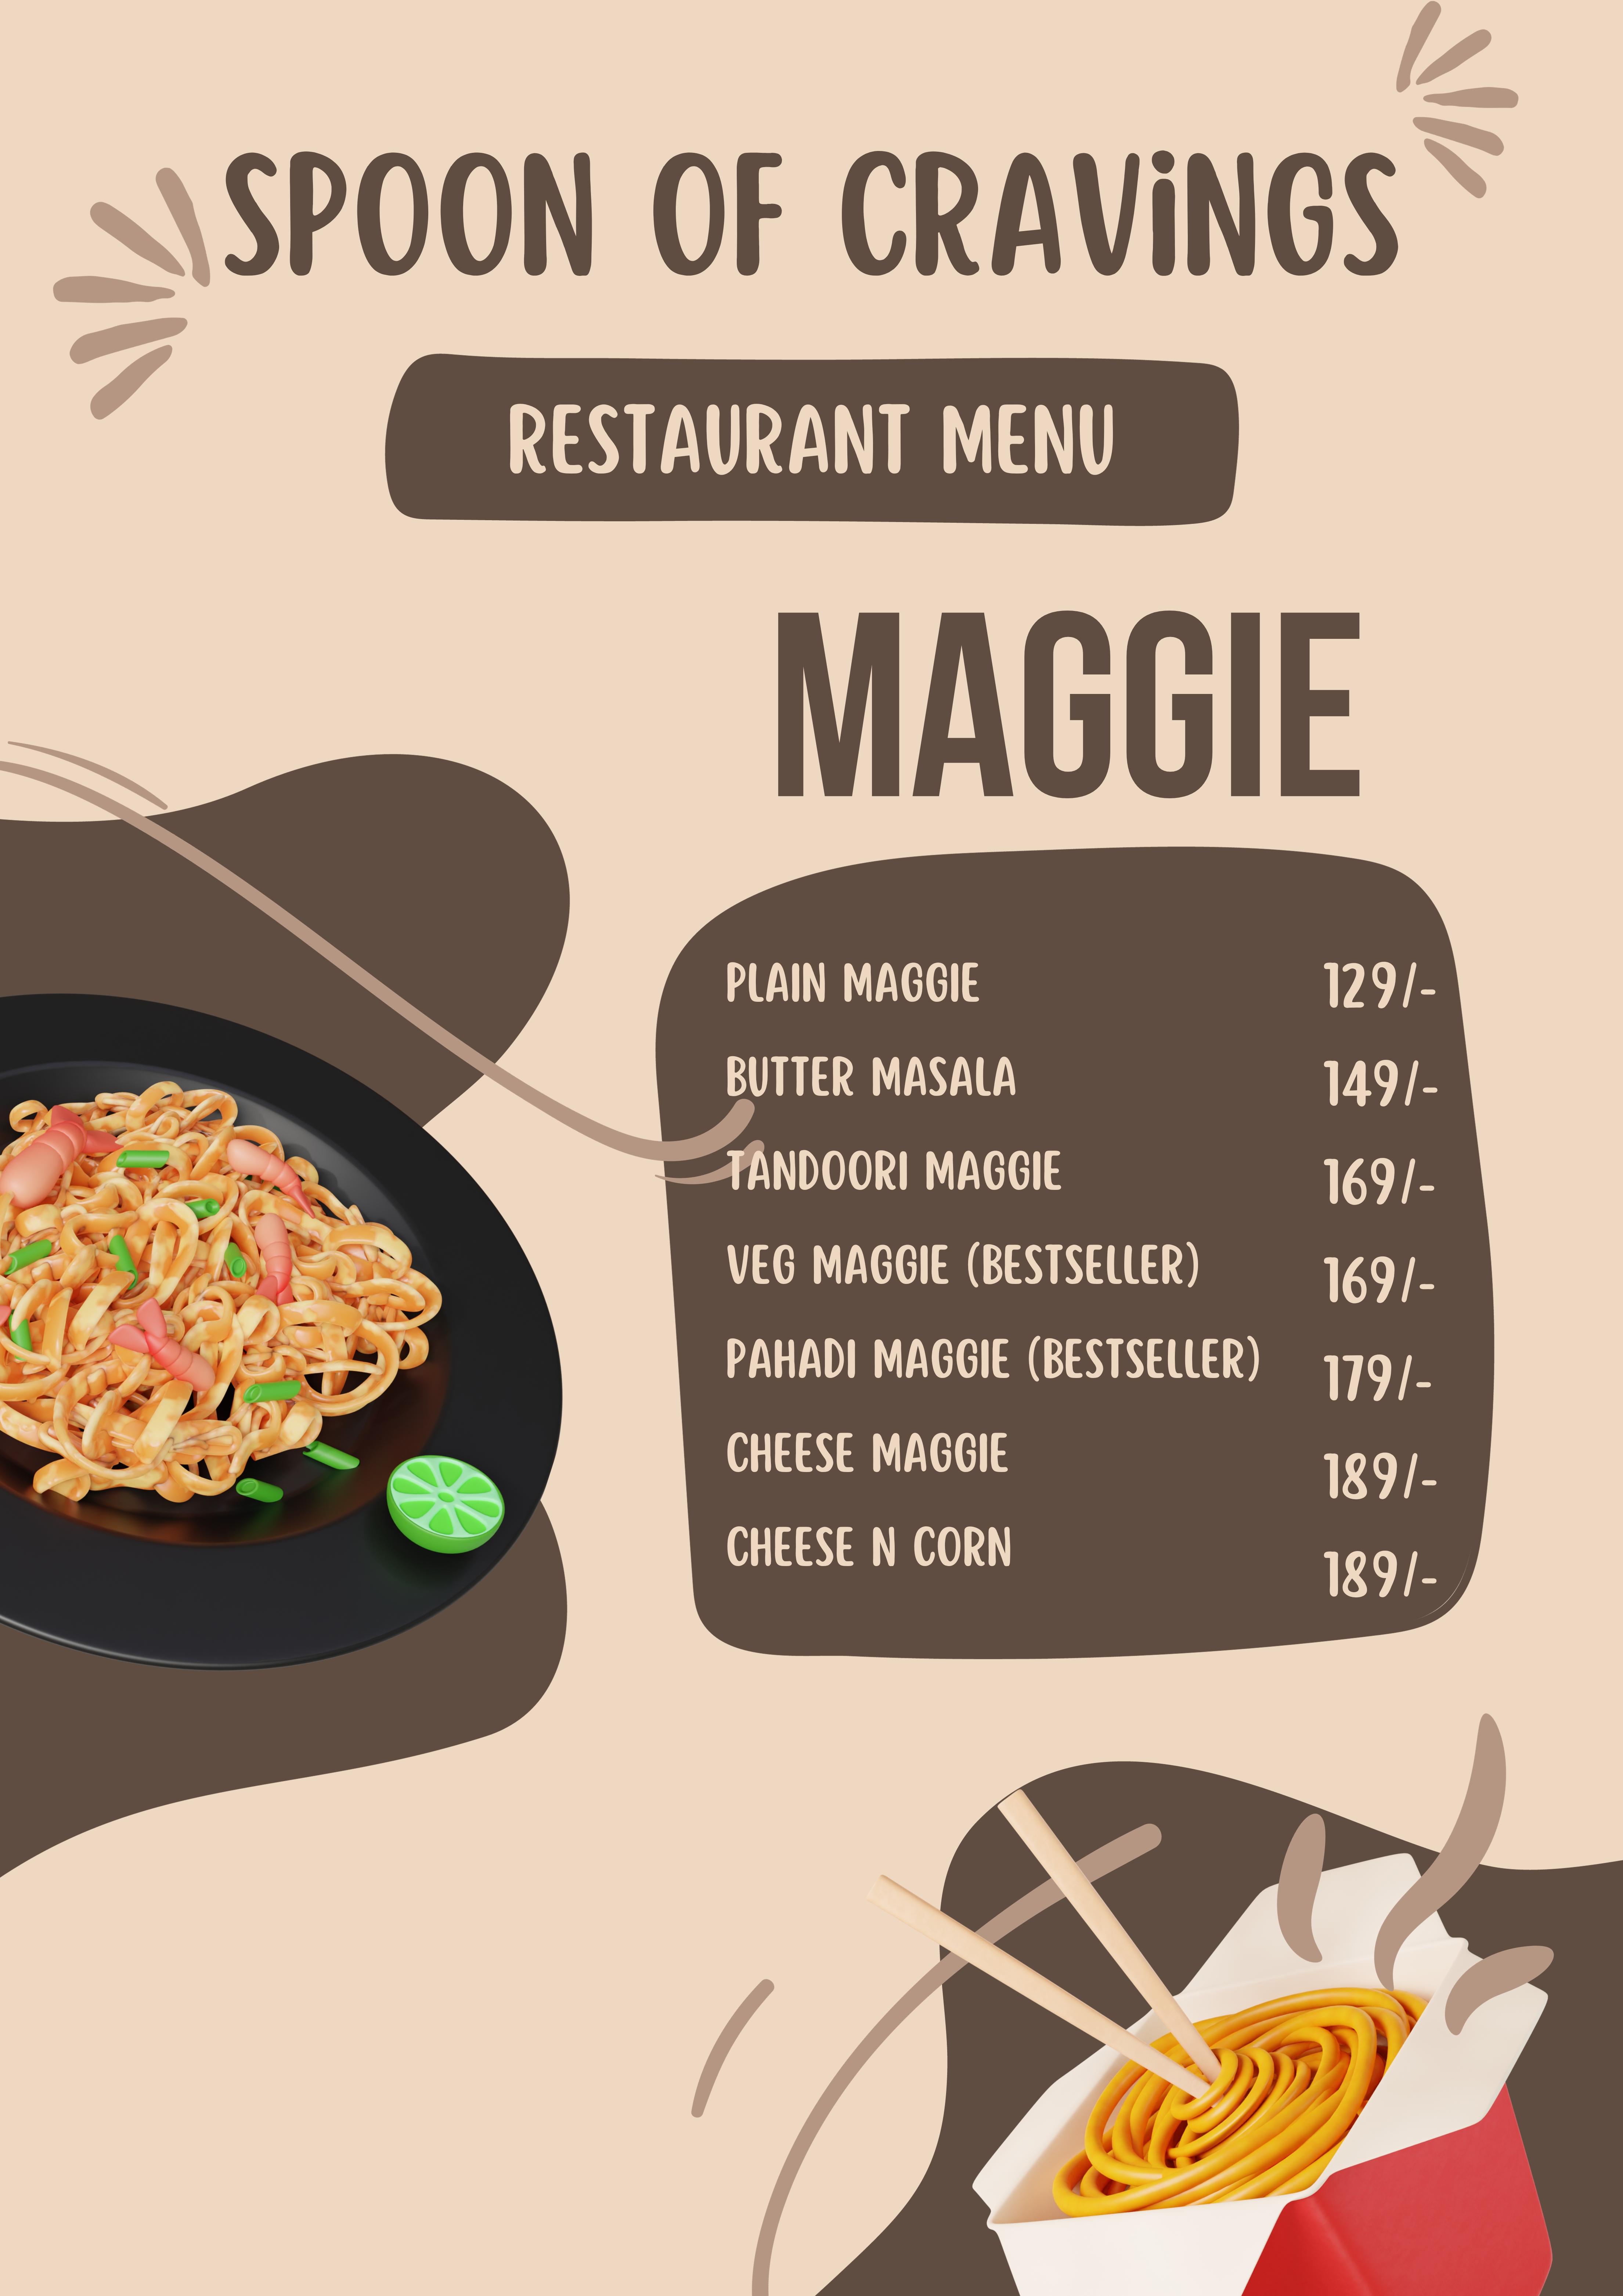 SPOON OF CRAViNGS
RESTAURANT MENU
MAGGIE
PLAIN MAGGIE 129/-
BUTTER MASALA 149/-
TANDOORI MAGGIE 169/-
VEG MAGGIE (BESTSELLER) 169/-
PAHADI MAGGIE (BESTSELLER) 179/-
CHEESE MAGGIE 189/-
CHEESE N CORN 189/-